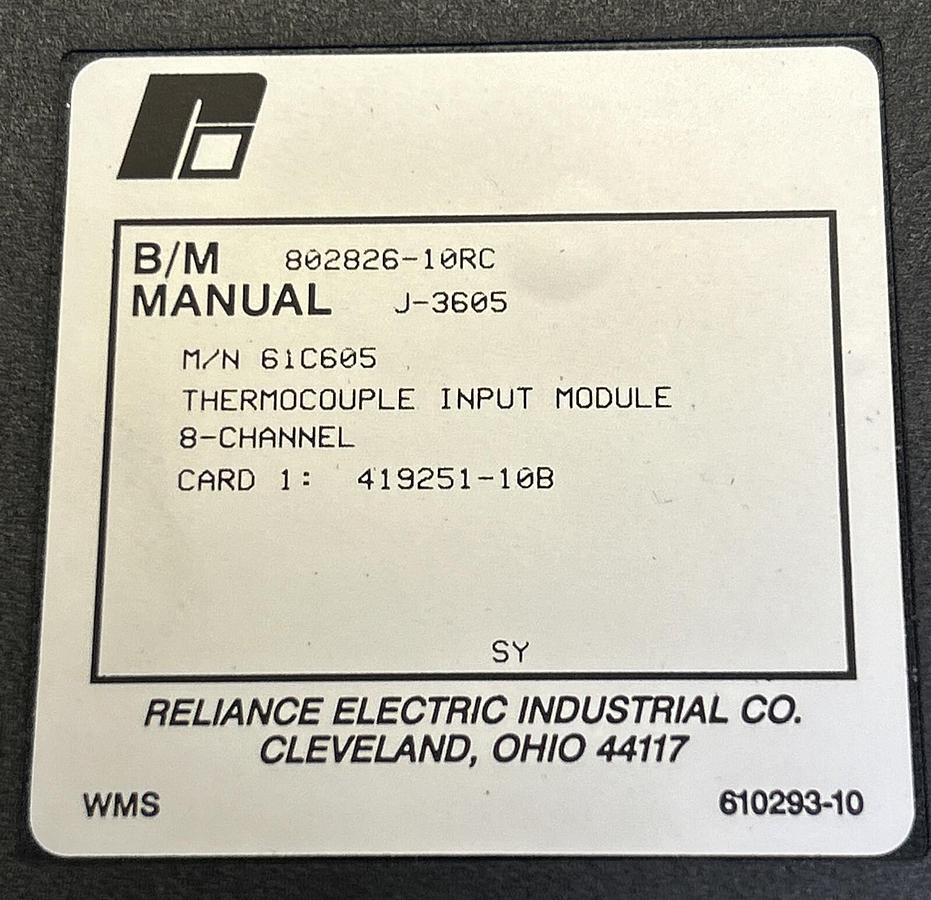 B/M 802826-10RC
MANUAL J-3605
M/N 61C605
THERMOCOUPLE INPUT MODULE
8-CHANNEL
CARD 1: 419251-10B
SY
RELIANCE ELECTRIC INDUSTRIAL CO.
CLEVELAND, OHIO 44117
WMS 610293-10